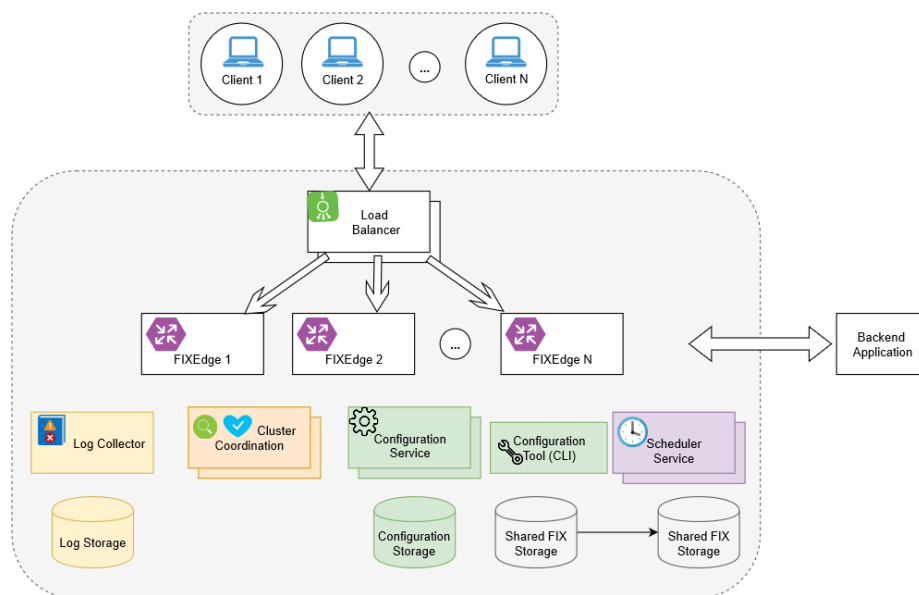 Client 1
Client 2
...
Client N
Load
Balancer
FIXEdge 1
FIXEdge 2
...
FIXEdge N
Backend
Application
Log Collector
Cluster
Coordination
Configuration
Service
Configuration
Tool (CLI)
Scheduler
Service
Log Storage
Configuration
Storage
Shared FIX
Storage
Shared FIX
Storage